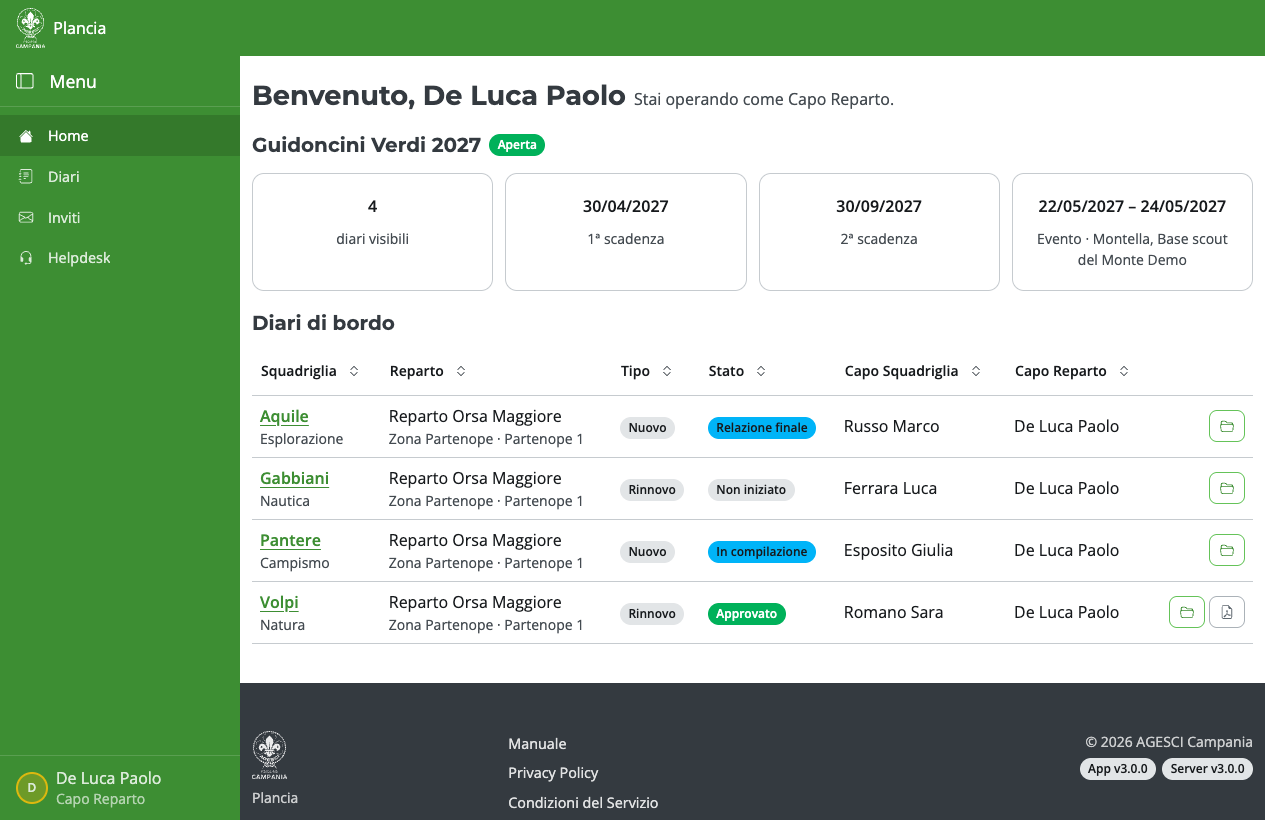 CAMPANIA
Plancia
Menu
Home
Diari
Inviti
Helpdesk
De Luca Paolo
Capo Reparto
D
Benvenuto, De Luca Paolo Stai operando come Capo Reparto.
Guidoncini Verdi 2027 Aperta
4
diari visibili
30/04/2027
1ª scadenza
30/09/2027
2ª scadenza
22/05/2027 – 24/05/2027
Evento · Montella, Base scout
del Monte Demo
Diari di bordo
Squadriglia Reparto Tipo Stato Capo Squadriglia Capo Reparto
Aquile Reparto Orsa Maggiore Nuovo Relazione finale Russo Marco De Luca Paolo
Esplorazione Zona Partenope · Partenope 1
Gabbiani Reparto Orsa Maggiore Rinnovo Non iniziato Ferrara Luca De Luca Paolo
Nautica Zona Partenope · Partenope 1
Pantere Reparto Orsa Maggiore Nuovo In compilazione Esposito Giulia De Luca Paolo
Campismo Zona Partenope · Partenope 1
Volpi Reparto Orsa Maggiore Rinnovo Approvato Romano Sara De Luca Paolo
Natura Zona Partenope · Partenope 1
CAMPANIA
Plancia
Manuale
Privacy Policy
Condizioni del Servizio
© 2026 AGESCI Campania
App v3.0.0 Server v3.0.0